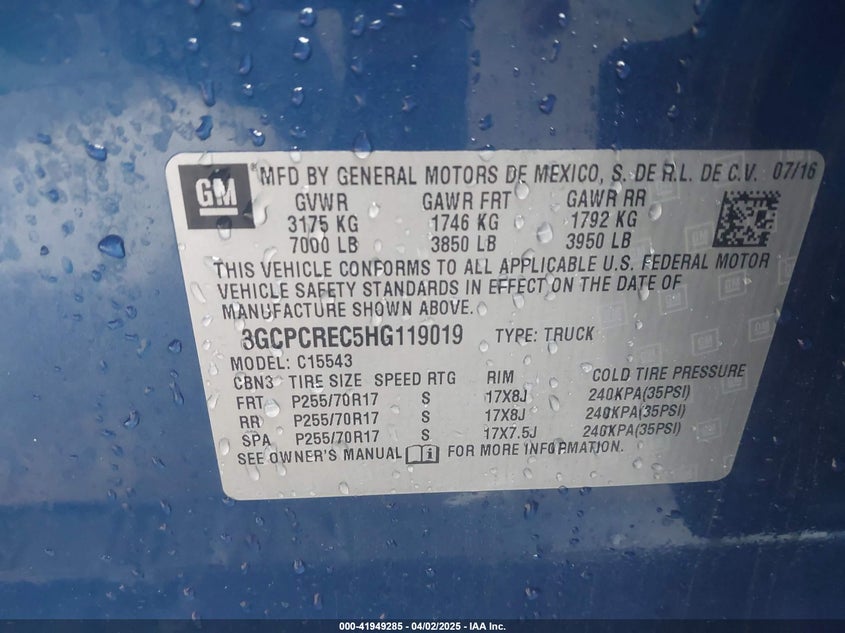 GM ® MFD BY GENERAL MOTORS DE MEXICO, S. DE R.L. DE C.V. 07/16
GVWR GAWR FRT GAWR RR
3175 KG 1746 KG 1792 KG
7000 LB 3850 LB 3950 LB
THIS VEHICLE CONFORMS TO ALL APPLICABLE U.S. FEDERAL MOTOR
VEHICLE SAFETY STANDARDS IN EFFECT ON THE DATE OF
MANUFACTURE SHOWN ABOVE.
3GCPCREC5HG119019 TYPE: TRUCK
MODEL: C15543
CBN3 TIRE SIZE SPEED RTG RIM COLD TIRE PRESSURE
FRT P255/70R17 S 17X8J 240KPA(35PSI)
RR P255/70R17 S 17X8J 240KPA(35PSI)
SPA P255/70R17 S 17X7.5J 240KPA(35PSI)
SEE OWNER'S MANUAL FOR MORE INFORMATION.
000-41949285 - 04/02/2025 - IAA Inc.